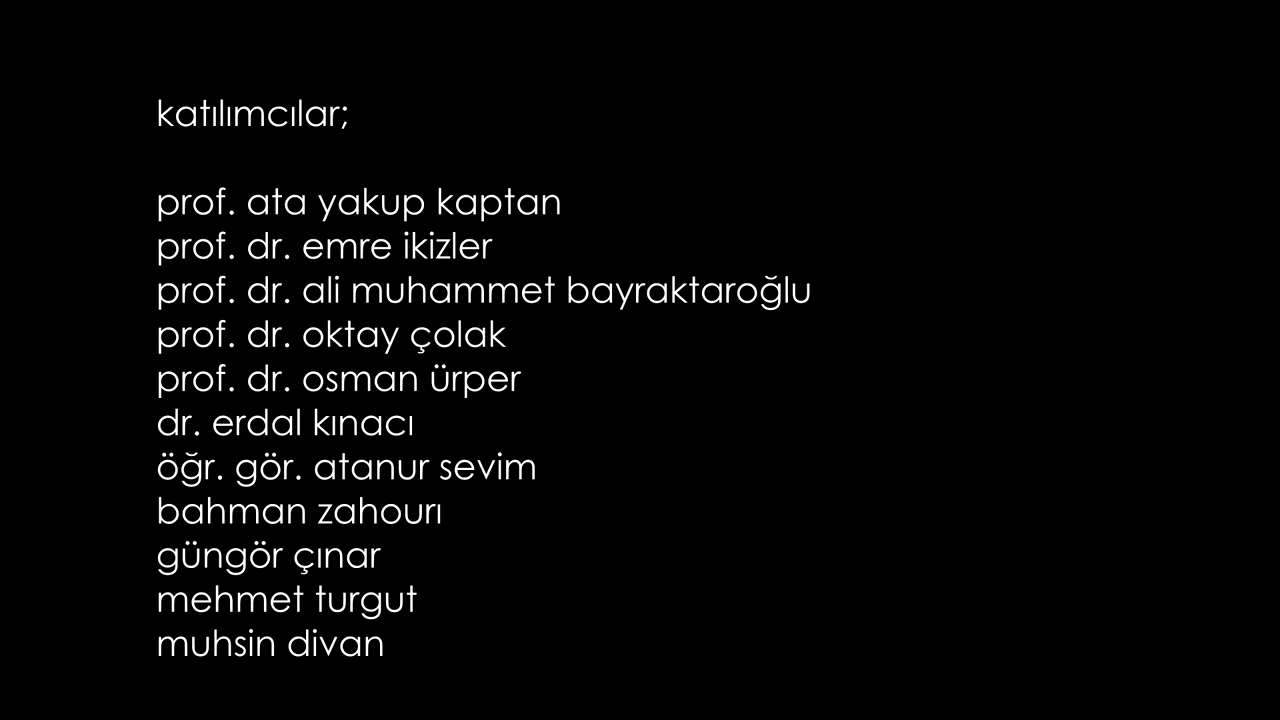 katılımcılar;
prof. ata yakup kaptan
prof. dr. emre ikizler
prof. dr. ali muhammet bayraktaroğlu
prof. dr. oktay çolak
prof. dr. osman ürper
dr. erdal kınacı
öğr. gör. atanur sevim
bahman zahourı
güngör çınar
mehmet turgut
muhsin divan